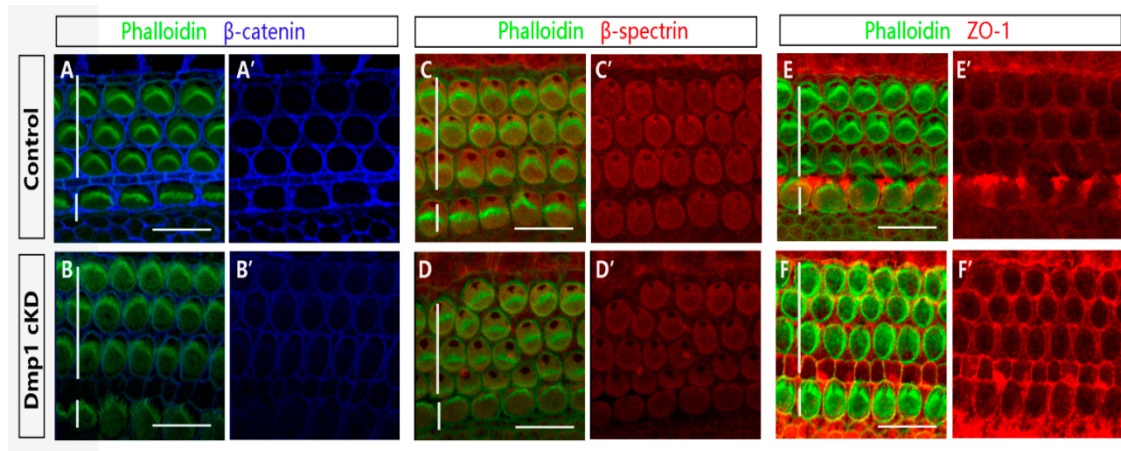 Phalloidin β-catenin
Phalloidin β-spectrin
Phalloidin ZO-1
Control
A
A′
C
C′
E
E′
Dmp1 cKD
B
B′
D
D′
F
F′